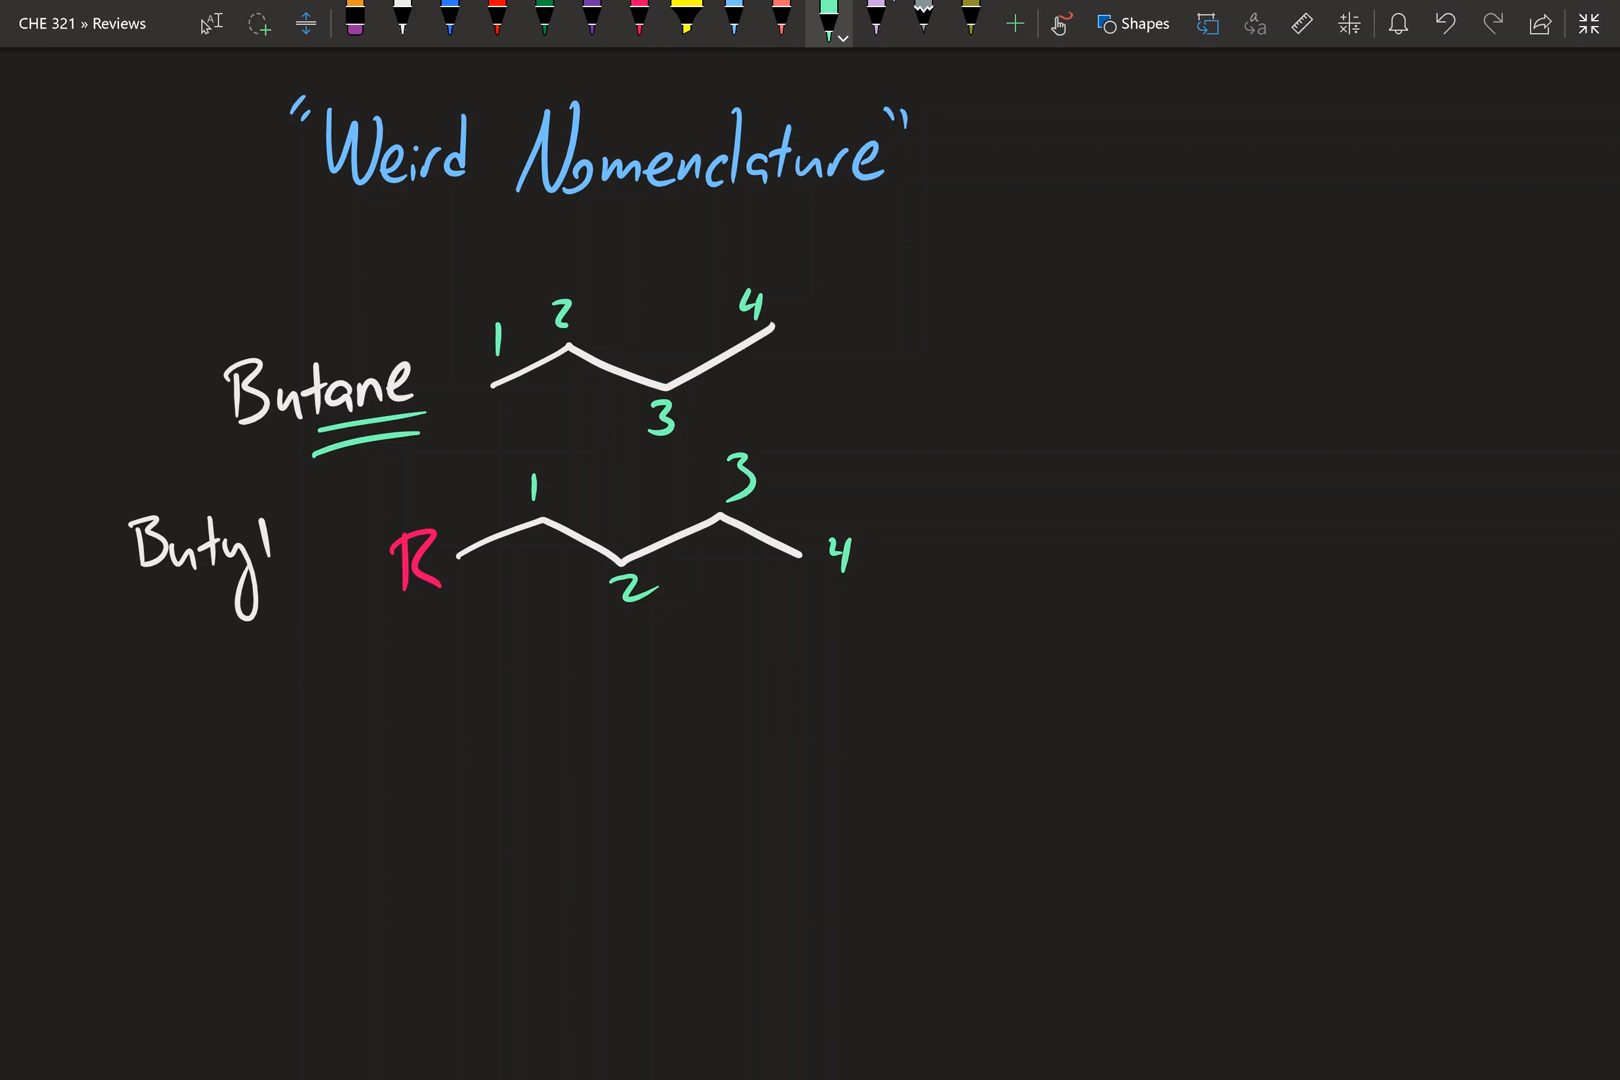 CHE 321 » Reviews Shapes
"Weird Nomenclature"
1 2 4
Butane
3
1 3
Butyl R 4
2